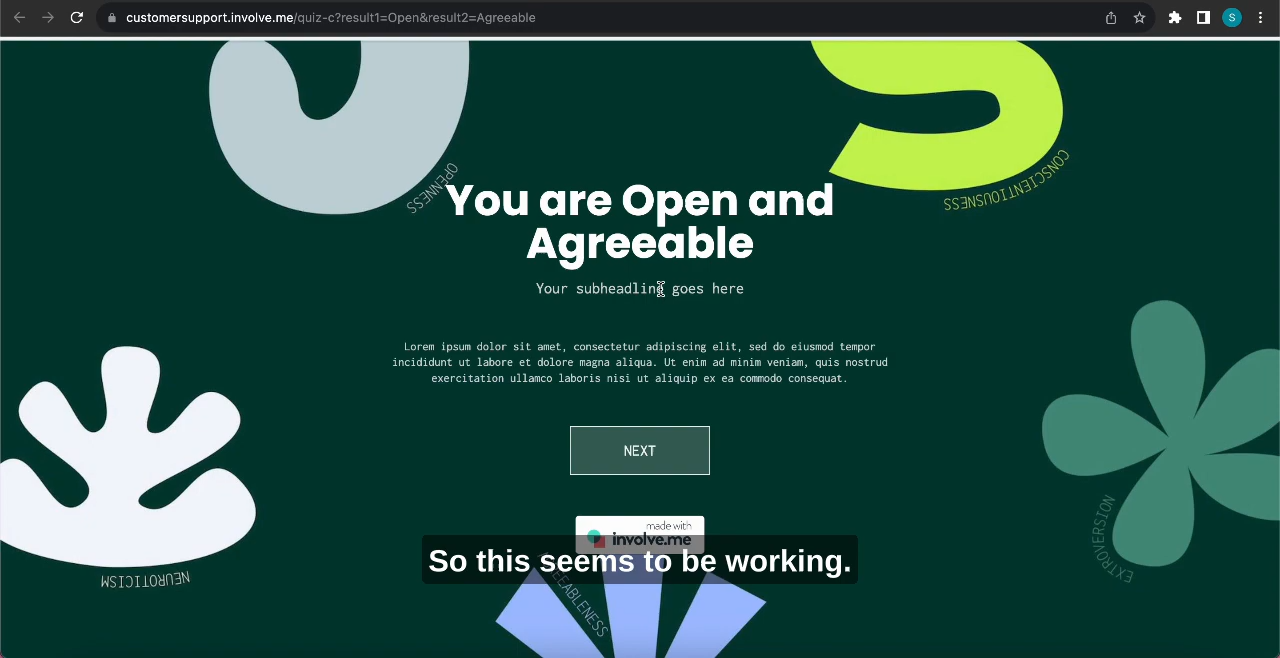 customersupport.involve.me/quiz-c?result1=Open&result2=Agreeable
S
OPENNESS
CONSCIENTIOUSNESS
You are Open and
Agreeable
Your subheadling goes here
Lorem ipsum dolor sit amet, consectetur adipiscing elit, sed do eiusmod tempor
incididunt ut labore et dolore magna aliqua. Ut enim ad minim veniam, quis nostrud
exercitation ullamco laboris nisi ut aliquip ex ea commodo consequat.
NEXT
made with
involve.me
So this seems to be working.
NEUROTICISM
AGREEABLENESS
EXTROVERSION